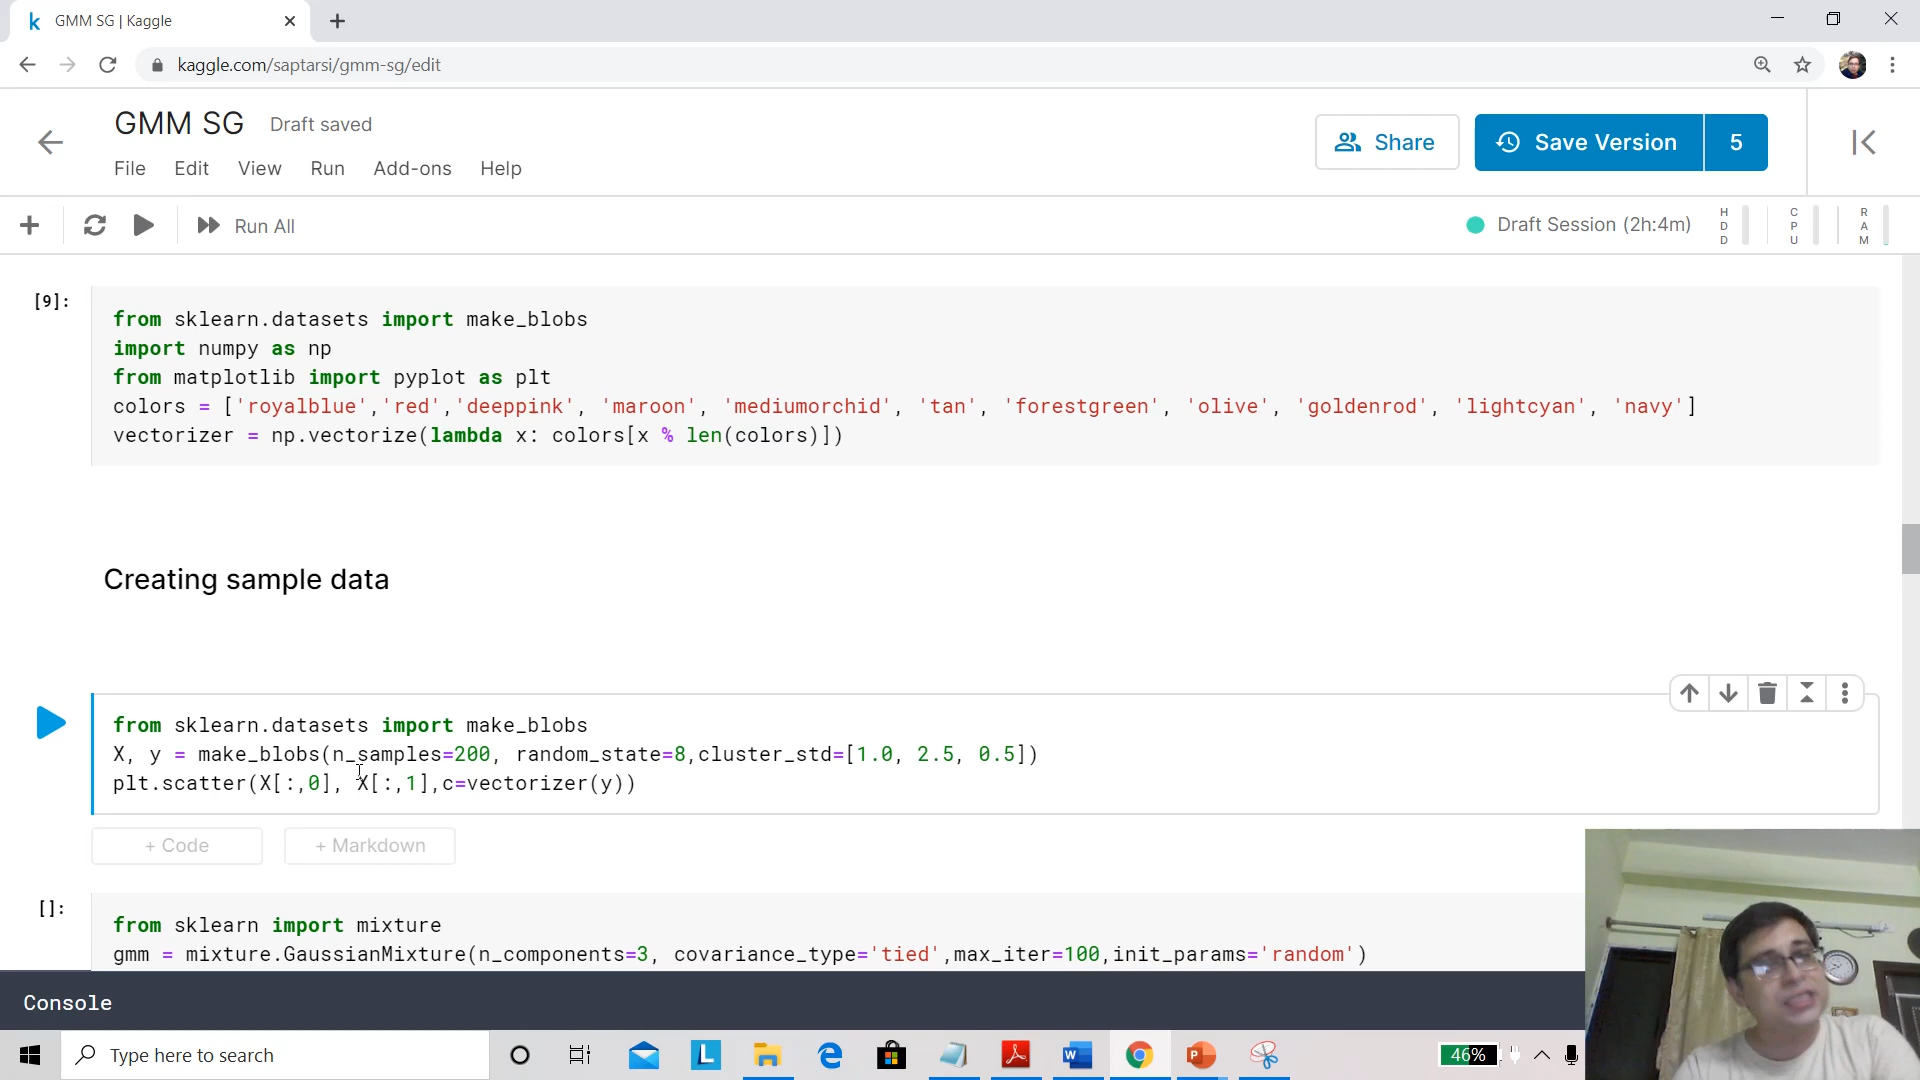 GMM SG | Kaggle
kaggle.com/saptarsi/gmm-sg/edit
GMM SG Draft saved
Share
Save Version 5
File Edit View Run Add-ons Help
Run All
Draft Session (2h:4m)
HDD
CPU
RAM
[9]:
from sklearn.datasets import make_blobs
import numpy as np
from matplotlib import pyplot as plt
colors = ['royalblue','red','deeppink', 'maroon', 'mediumorchid', 'tan', 'forestgreen', 'olive', 'goldenrod', 'lightcyan', 'navy']
vectorizer = np.vectorize(lambda x: colors[x % len(colors)])
Creating sample data
from sklearn.datasets import make_blobs
X, y = make_blobs(n_samples=200, random_state=8,cluster_std=[1.0, 2.5, 0.5])
plt.scatter(X[:,0], X[:,1],c=vectorizer(y))
+ Code + Markdown
[]:
from sklearn import mixture
gmm = mixture.GaussianMixture(n_components=3, covariance_type='tied',max_iter=100,init_params='random')
Console
Type here to search
46%